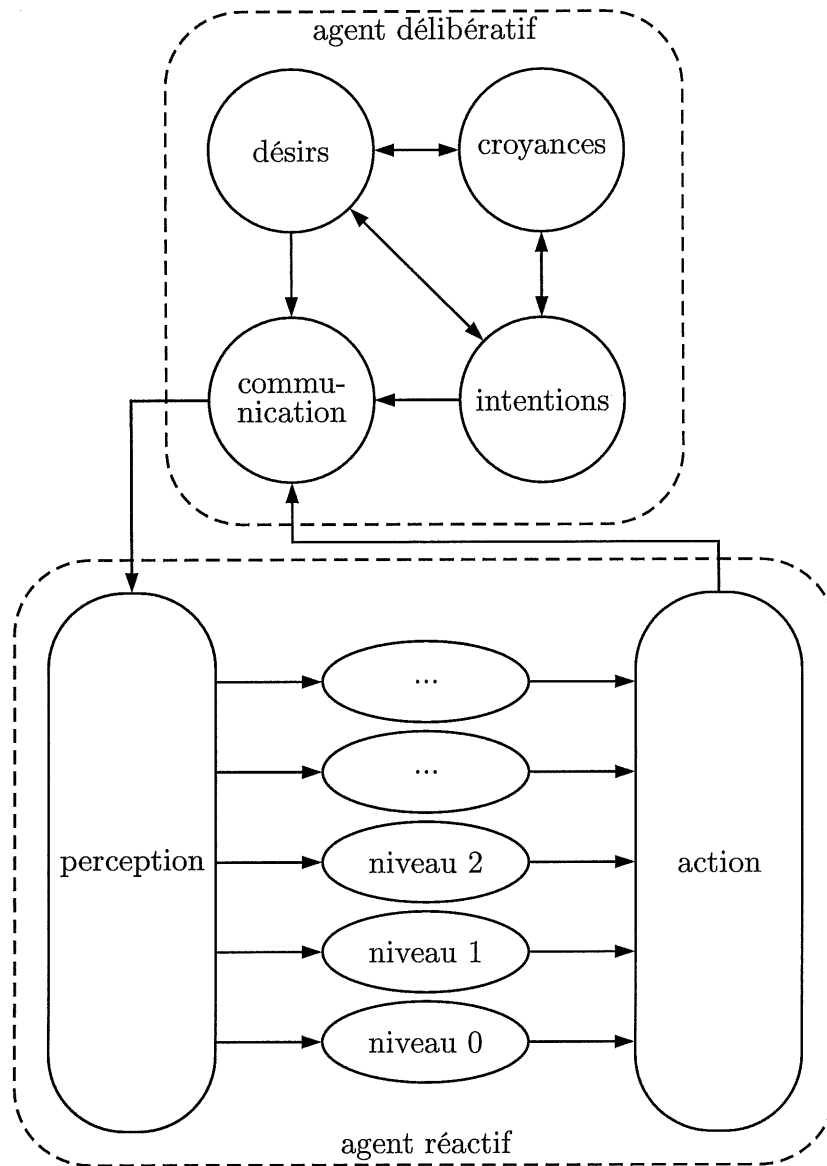 agent délibératif
désirs
croyances
commu-
nication
intentions
...
...
perception
niveau 2
action
niveau 1
niveau 0
agent réactif